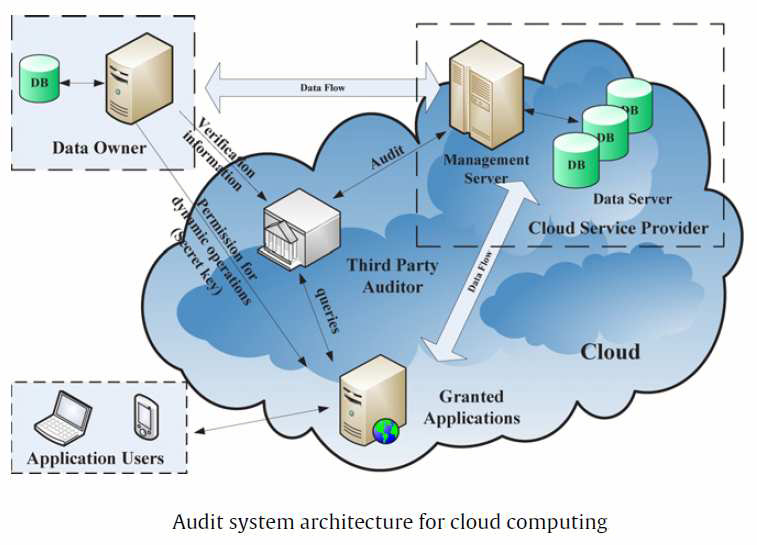 DB
Data Owner
Data Flow
Verification
information
Permission for
dynamic operations
(Secret key)
Audit
Management
Server
DB
DB
DB
Data Server
Cloud Service Provider
Third Party
Auditor
Data Flow
queries
Cloud
Granted
Applications
Application Users
Audit system architecture for cloud computing